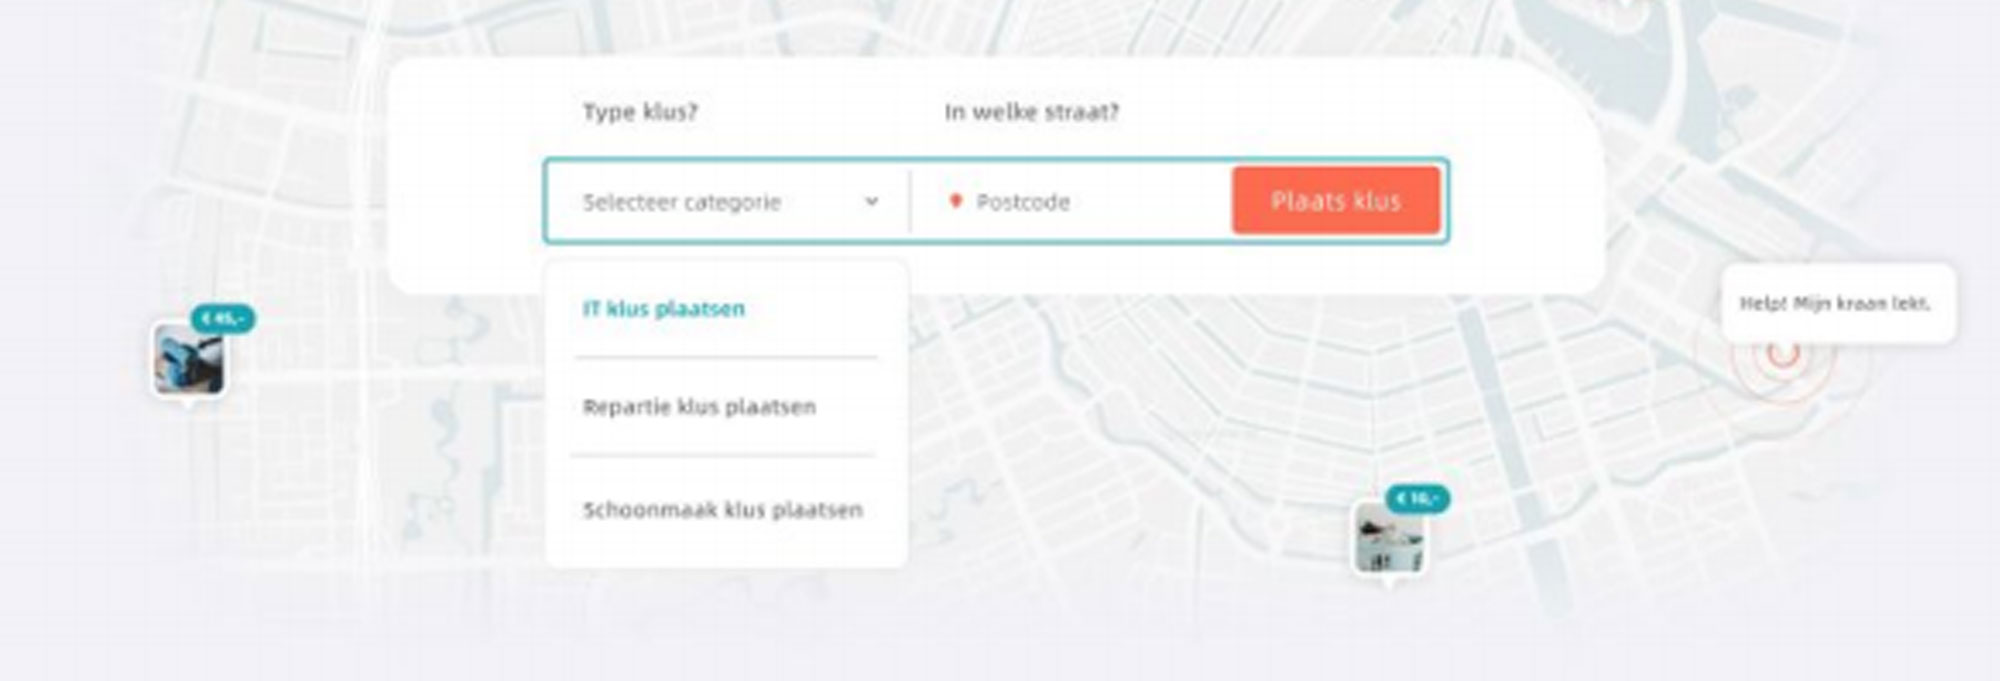 Type klus?
In welke straat?
Selecteer categorie
Postcode
Plaats klus
IT klus plaatsen
Repartie klus plaatsen
Schoonmaak klus plaatsen
€ 45,-
Help! Mijn kraan lekt.